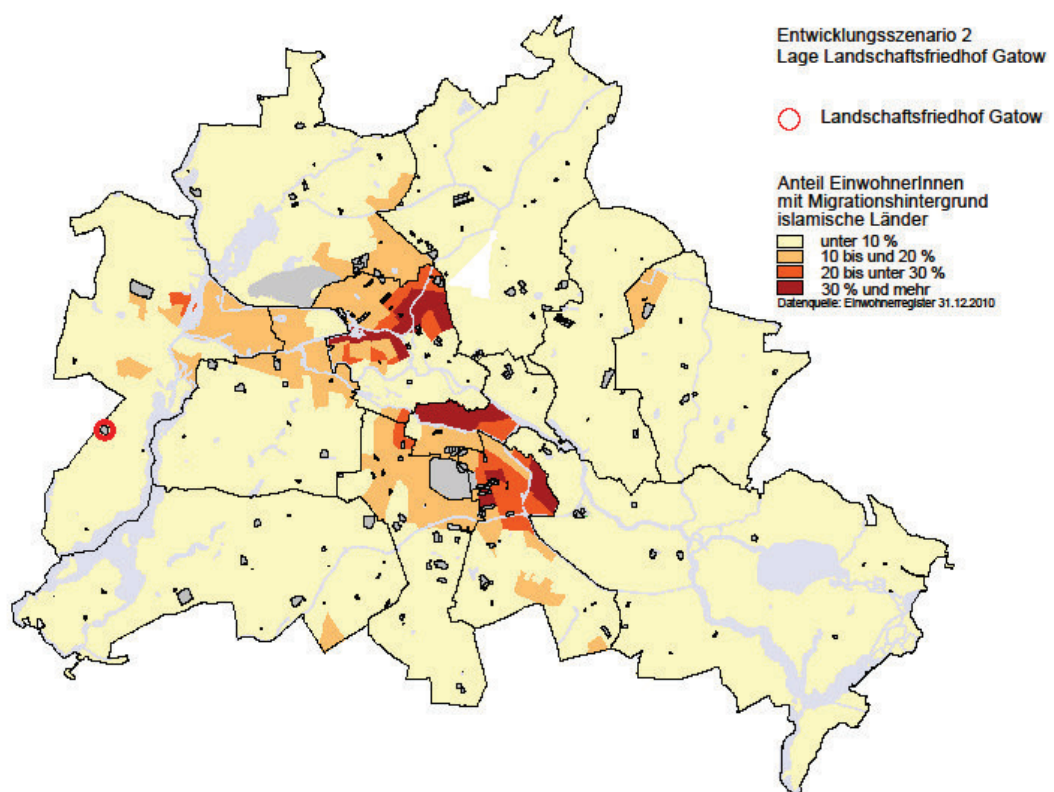 Entwicklungsszenario 2
Lage Landschaftsfriedhof Gatow
Landschaftsfriedhof Gatow
Anteil EinwohnerInnen
mit Migrationshintergrund
islamische Länder
unter 10 %
10 bis und 20 %
20 bis unter 30 %
30 % und mehr
Datenquelle: Einwohnerregister 31.12.2010